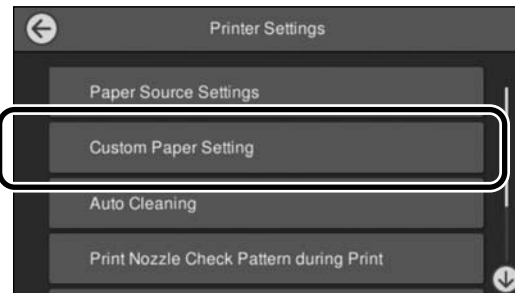 Printer Settings
Paper Source Settings
Custom Paper Setting
Auto Cleaning
Print Nozzle Check Pattern during Print